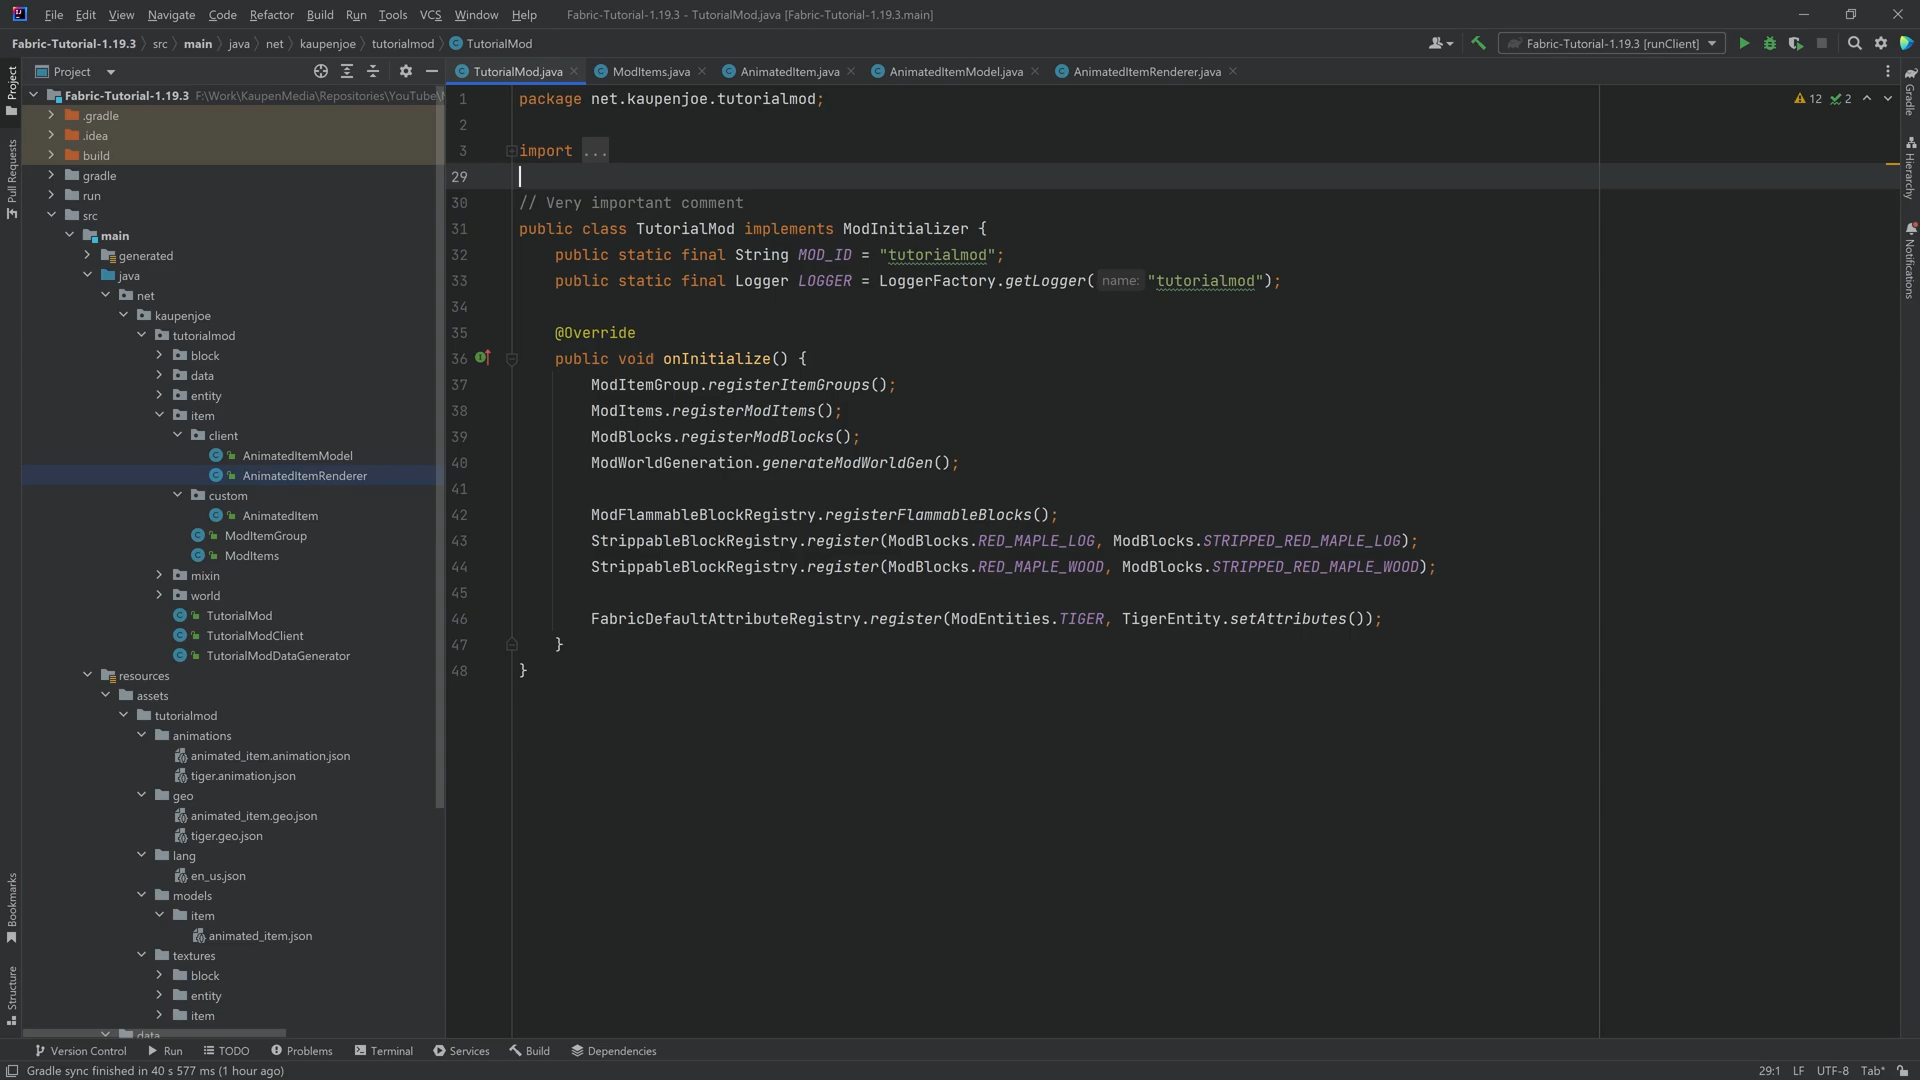 File Edit View Navigate Code Refactor Build Run Tools VCS Window Help Fabric-Tutorial-1.19.3 - TutorialMod.java [Fabric-Tutorial-1.19.3.main]
Fabric-Tutorial-1.19.3 src main java net kaupenjoe tutorialmod TutorialMod Fabric-Tutorial-1.19.3 [runClient]
Project TutorialMod.java ModItems.java AnimatedItem.java AnimatedItemModel.java AnimatedItemRenderer.java
Project
Pull Requests
Bookmarks
Structure
Fabric-Tutorial-1.19.3 F:\Work\KaupenMedia\Repositories\YouTube\
.gradle
.idea
build
gradle
run
src
main
generated
java
net
kaupenjoe
tutorialmod
block
data
entity
item
client
AnimatedItemModel
AnimatedItemRenderer
custom
AnimatedItem
ModItemGroup
ModItems
mixin
world
TutorialMod
TutorialModClient
TutorialModDataGenerator
resources
assets
tutorialmod
animations
animated_item.animation.json
tiger.animation.json
geo
animated_item.geo.json
tiger.geo.json
lang
en_us.json
models
item
animated_item.json
textures
block
entity
item
data
1 package net.kaupenjoe.tutorialmod;
2
3 import ...
29
30 // Very important comment
31 public class TutorialMod implements ModInitializer {
32 public static final String MOD_ID = "tutorialmod";
33 public static final Logger LOGGER = LoggerFactory.getLogger( name: "tutorialmod");
34
35 @Override
36 public void onInitialize() {
37 ModItemGroup.registerItemGroups();
38 ModItems.registerModItems();
39 ModBlocks.registerModBlocks();
40 ModWorldGeneration.generateModWorldGen();
41
42 ModFlammableBlockRegistry.registerFlammableBlocks();
43 StrippableBlockRegistry.register(ModBlocks.RED_MAPLE_LOG, ModBlocks.STRIPPED_RED_MAPLE_LOG);
44 StrippableBlockRegistry.register(ModBlocks.RED_MAPLE_WOOD, ModBlocks.STRIPPED_RED_MAPLE_WOOD);
45
46 FabricDefaultAttributeRegistry.register(ModEntities.TIGER, TigerEntity.setAttributes());
47 }
48 }
12 2
Gradle
Hierarchy
Notifications
Version Control Run TODO Problems Terminal Services Build Dependencies
Gradle sync finished in 40 s 577 ms (1 hour ago) 29:1 LF UTF-8 Tab*